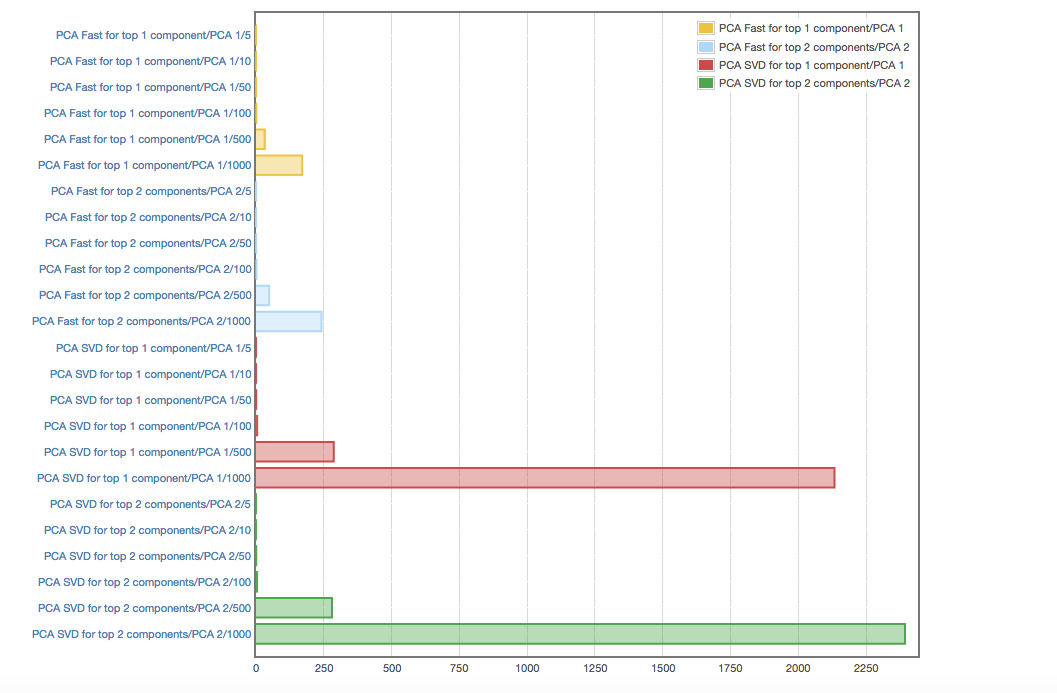 PCA Fast for top 1 component/PCA 1
PCA Fast for top 2 components/PCA 2
PCA SVD for top 1 component/PCA 1
PCA SVD for top 2 components/PCA 2
PCA Fast for top 1 component/PCA 1/5
PCA Fast for top 1 component/PCA 1/10
PCA Fast for top 1 component/PCA 1/50
PCA Fast for top 1 component/PCA 1/100
PCA Fast for top 1 component/PCA 1/500
PCA Fast for top 1 component/PCA 1/1000
PCA Fast for top 2 components/PCA 2/5
PCA Fast for top 2 components/PCA 2/10
PCA Fast for top 2 components/PCA 2/50
PCA Fast for top 2 components/PCA 2/100
PCA Fast for top 2 components/PCA 2/500
PCA Fast for top 2 components/PCA 2/1000
PCA SVD for top 1 component/PCA 1/5
PCA SVD for top 1 component/PCA 1/10
PCA SVD for top 1 component/PCA 1/50
PCA SVD for top 1 component/PCA 1/100
PCA SVD for top 1 component/PCA 1/500
PCA SVD for top 1 component/PCA 1/1000
PCA SVD for top 2 components/PCA 2/5
PCA SVD for top 2 components/PCA 2/10
PCA SVD for top 2 components/PCA 2/50
PCA SVD for top 2 components/PCA 2/100
PCA SVD for top 2 components/PCA 2/500
PCA SVD for top 2 components/PCA 2/1000
0 250 500 750 1000 1250 1500 1750 2000 2250